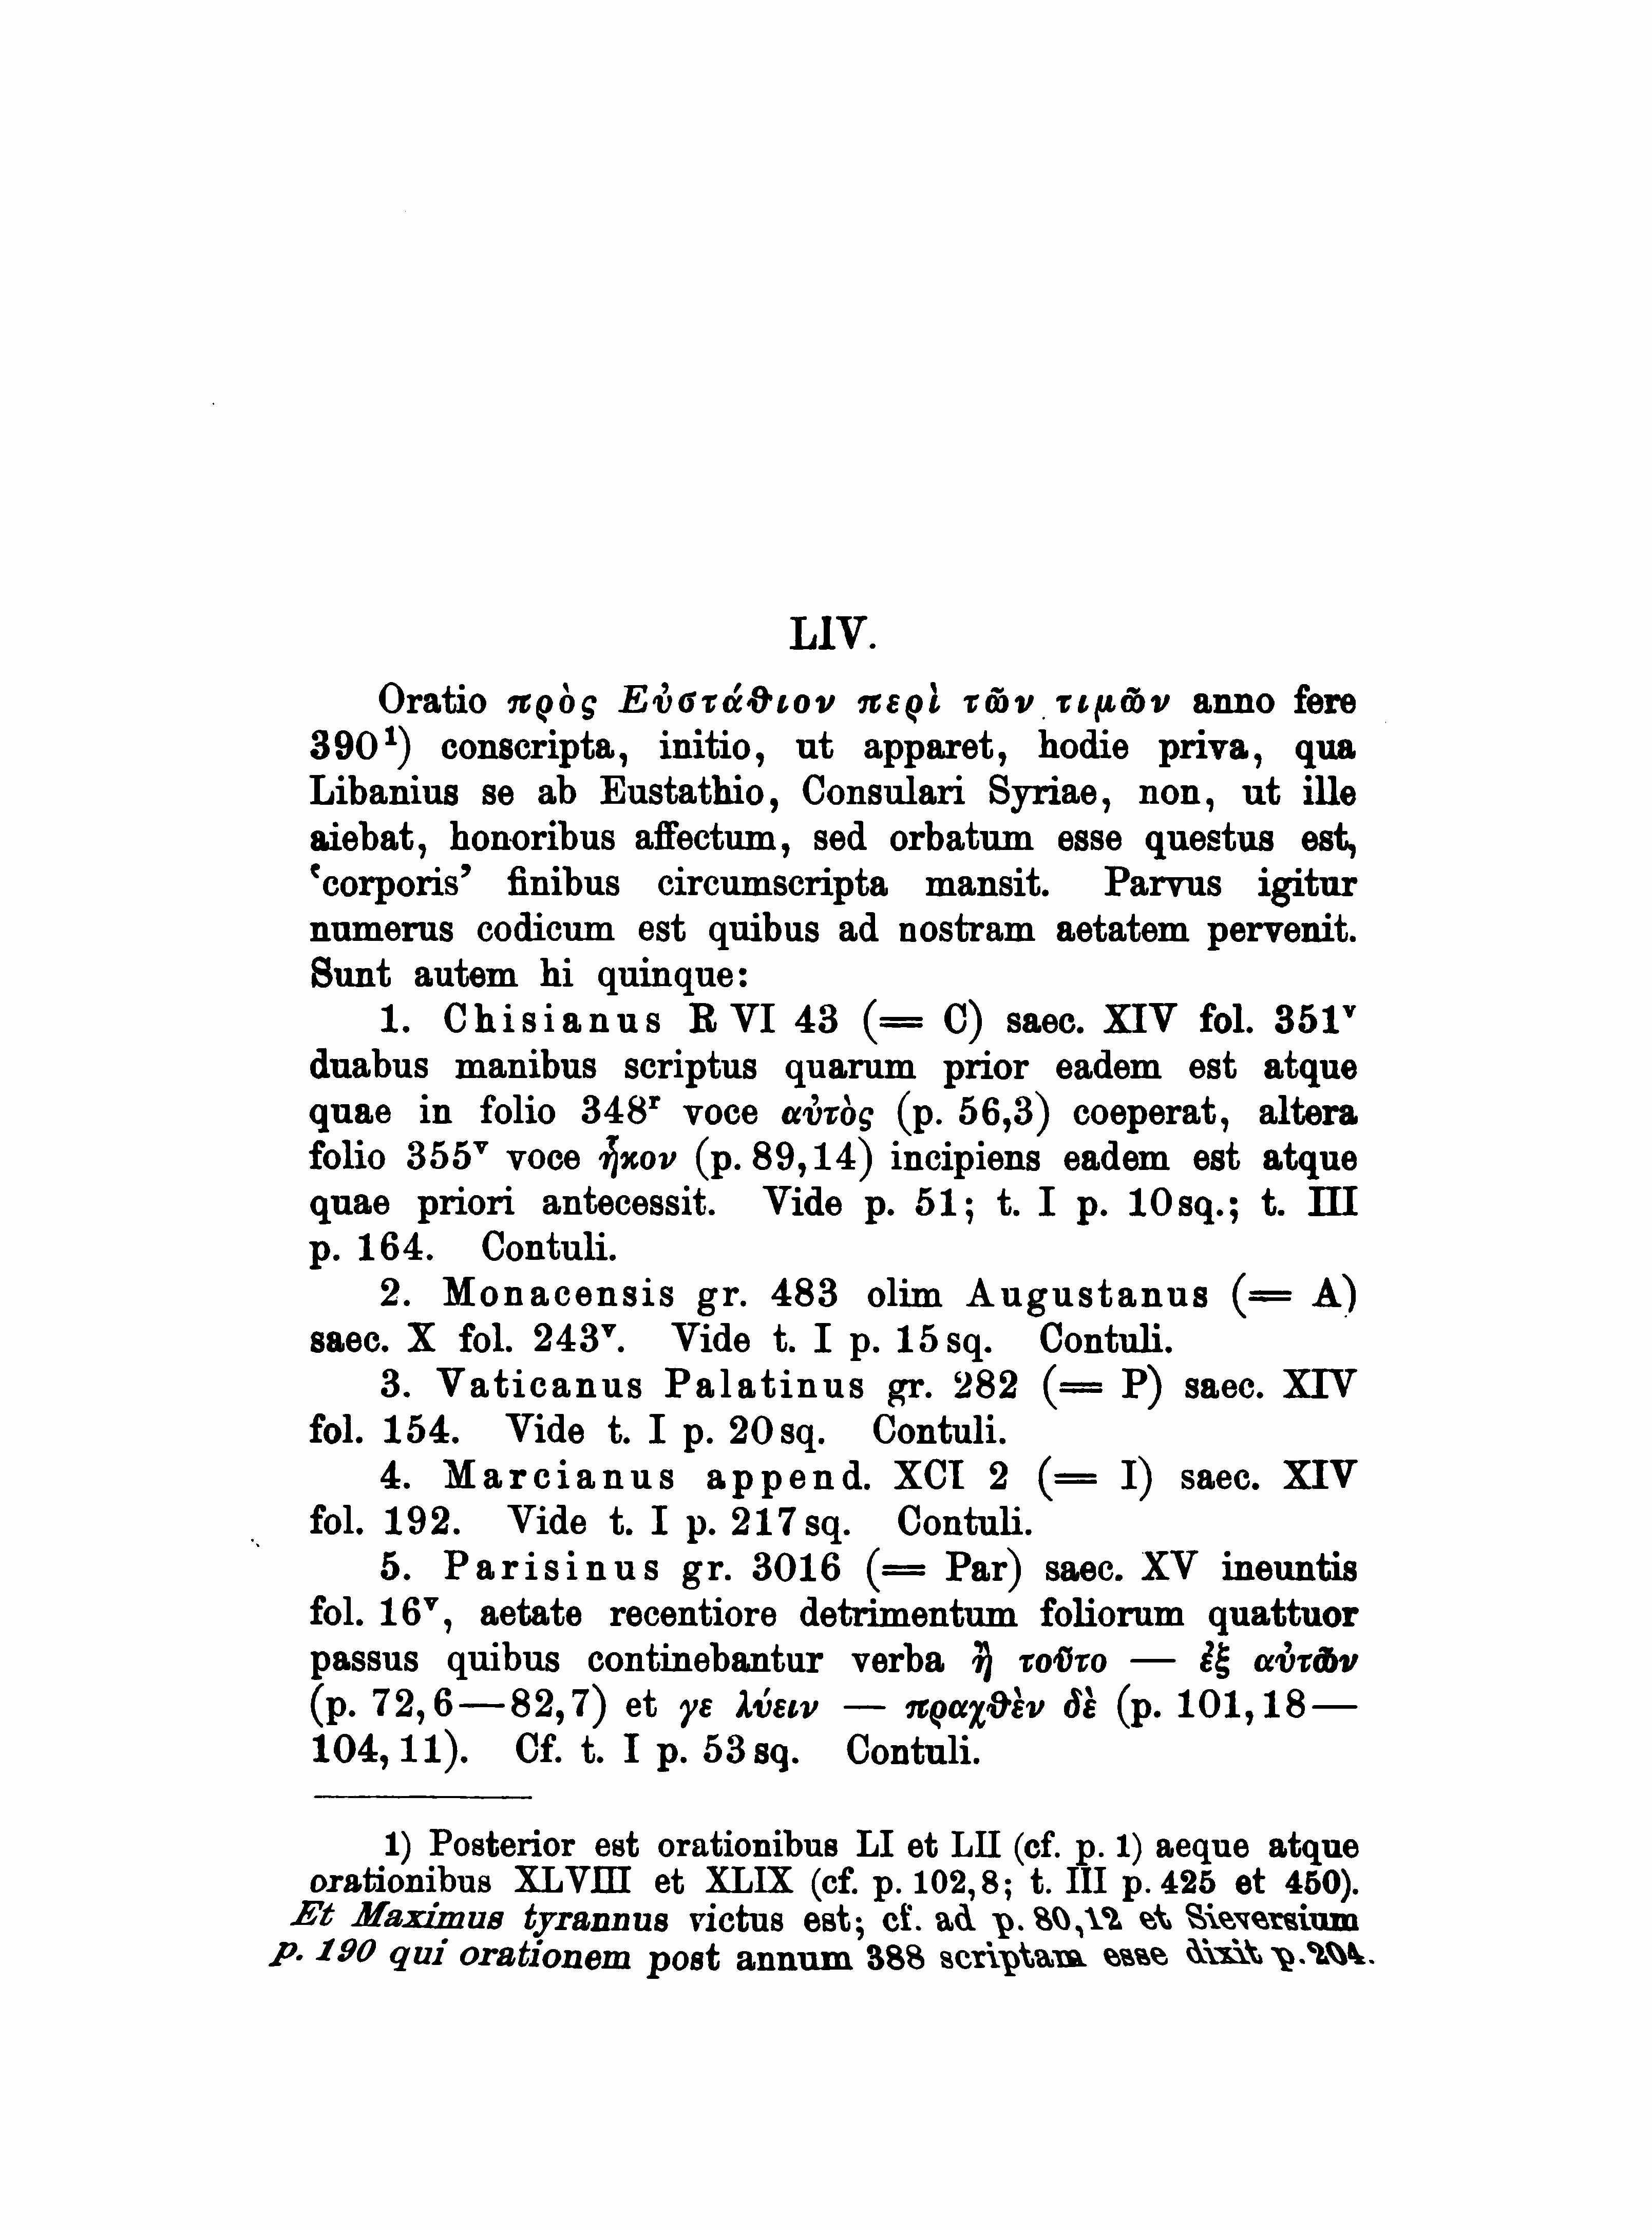 LIV.
Oratio πρὸς Εὐστάθιον περὶ τῶν τιμῶν anno fere
390¹) conscripta, initio, ut apparet, hodie priva, qua
Libanius se ab Eustathio, Consulari Syriae, non, ut ille
aiebat, honoribus affectum, sed orbatum esse questus est,
‘corporis’ finibus circumscripta mansit. Parvus igitur
numerus codicum est quibus ad nostram aetatem pervenit.
Sunt autem hi quinque:
1. Chisianus R VI 43 (= C) saec. XIV fol. 351ᵛ
duabus manibus scriptus quarum prior eadem est atque
quae in folio 348ʳ voce αὐτὸς (p. 56,3) coeperat, altera
folio 355ᵛ voce ἧκον (p. 89,14) incipiens eadem est atque
quae priori antecessit. Vide p. 51; t. I p. 10 sq.; t. III
p. 164. Contuli.
2. Monacensis gr. 483 olim Augustanus (= A)
saec. X fol. 243ᵛ. Vide t. I p. 15 sq. Contuli.
3. Vaticanus Palatinus gr. 282 (= P) saec. XIV
fol. 154. Vide t. I p. 20 sq. Contuli.
4. Marcianus append. XCI 2 (= I) saec. XIV
fol. 192. Vide t. I p. 217 sq. Contuli.
5. Parisinus gr. 3016 (= Par) saec. XV ineuntis
fol. 16ᵛ, aetate recentiore detrimentum foliorum quattuor
passus quibus continebantur verba ἢ τοῦτο — ἐξ αὐτῶν
(p. 72,6—82,7) et γε λύειν — πραχθὲν δὲ (p. 101,18—
104,11). Cf. t. I p. 53 sq. Contuli.
1) Posterior est orationibus LI et LII (cf. p. 1) aeque atque
orationibus XLVIII et XLIX (cf. p. 102,8; t. III p. 425 et 450).
Et Maximus tyrannus victus est; cf. ad p. 80,12 et Sieversium
p. 190 qui orationem post annum 388 scriptam esse dixit p. 204.